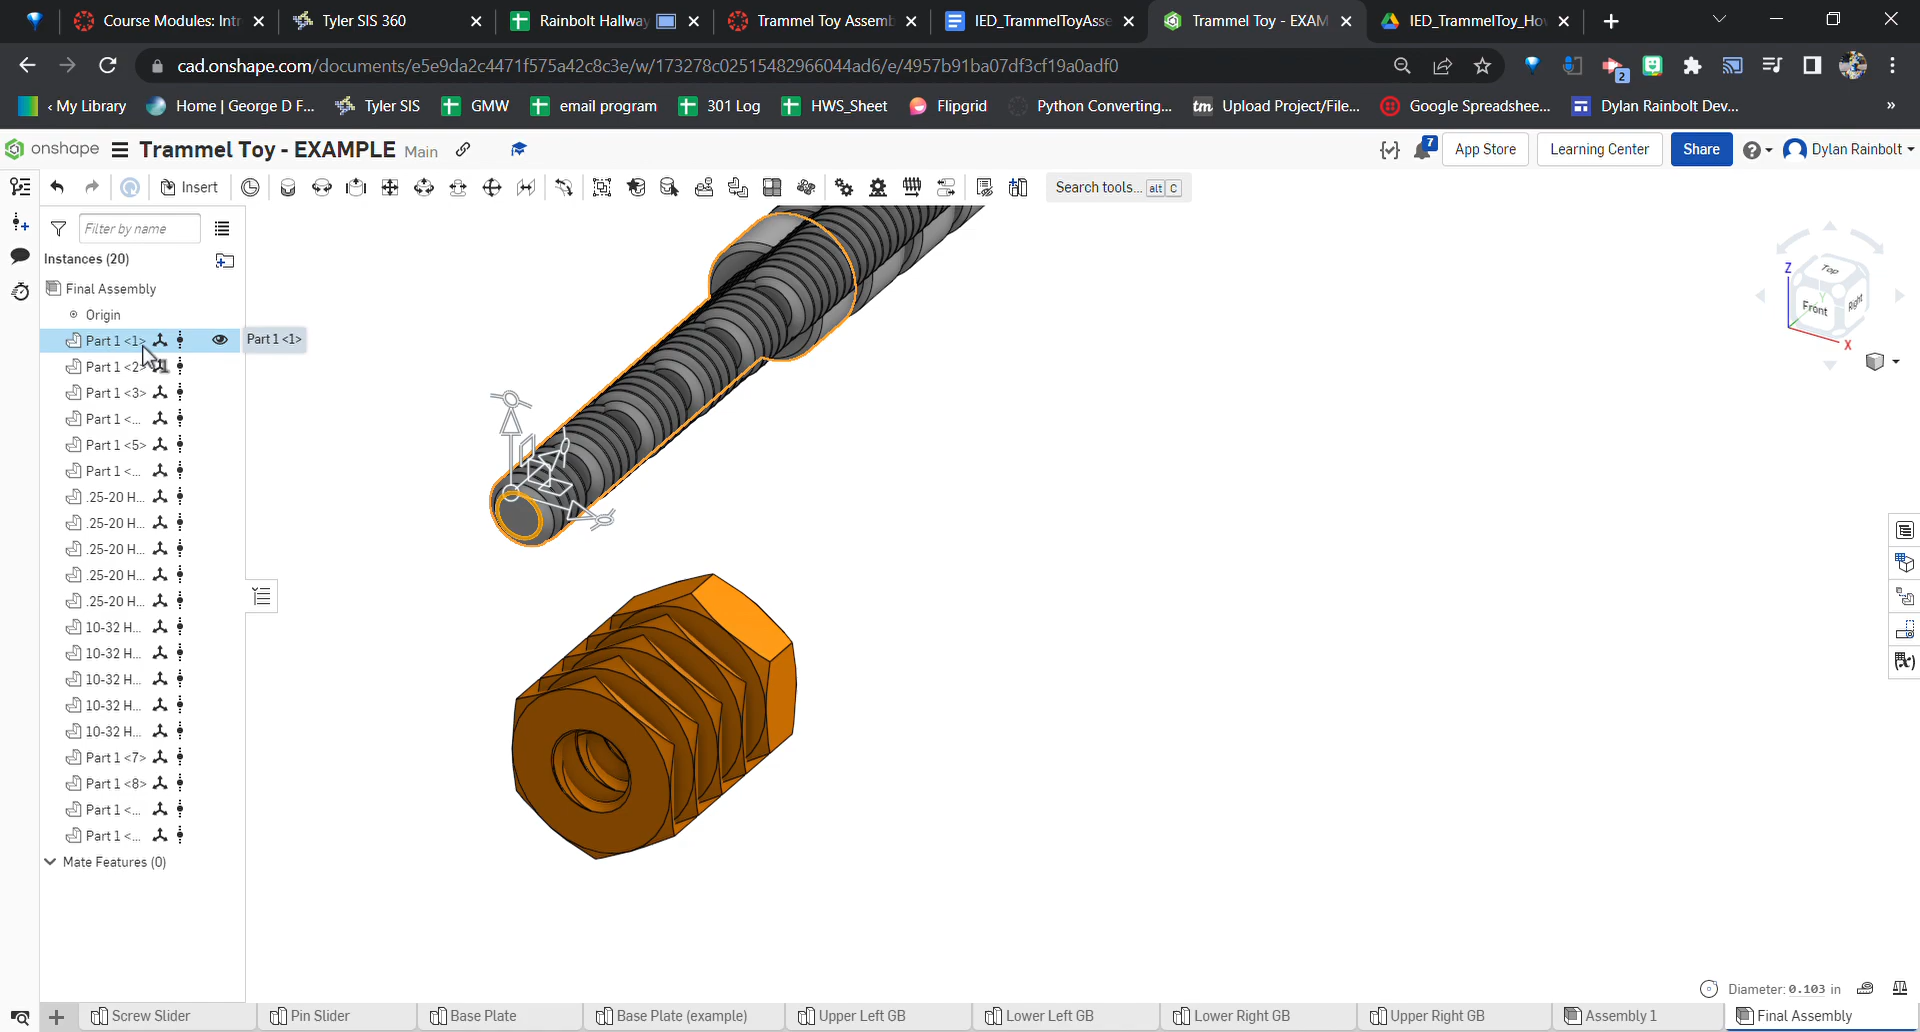 Course Modules: Intr
Tyler SIS 360
Rainbolt Hallway
Trammel Toy Assemb
IED_TrammelToyAsse
Trammel Toy - EXAM
IED_TrammelToy_Ho
cad.onshape.com/documents/e5e9da2c4471f575a42c8c3e/w/173278c02515482966044ad6/e/4957b91ba07df3cf19a0adf0
2
‹ My Library
Home | George D F...
Tyler SIS
GMW
email program
301 Log
HWS_Sheet
Flipgrid
Python Converting...
tm Upload Project/File...
Google Spreadshee...
Dylan Rainbolt Dev...
»
onshape
Trammel Toy - EXAMPLE Main
7
App Store
Learning Center
Share
Dylan Rainbolt
Insert
Search tools... alt C
Filter by name
Instances (20)
Final Assembly
Origin
Part 1 <1>
Part 1 <1>
Part 1 <2>
Part 1 <3>
Part 1 <...
Part 1 <5>
Part 1 <...
.25-20 H...
.25-20 H...
.25-20 H...
.25-20 H...
.25-20 H...
10-32 H...
10-32 H...
10-32 H...
10-32 H...
10-32 H...
Part 1 <7>
Part 1 <8>
Part 1 <...
Part 1 <...
Mate Features (0)
Z
Top
Y
Front
Right
X
Diameter: 0.103 in
Screw Slider
Pin Slider
Base Plate
Base Plate (example)
Upper Left GB
Lower Left GB
Lower Right GB
Upper Right GB
Assembly 1
Final Assembly